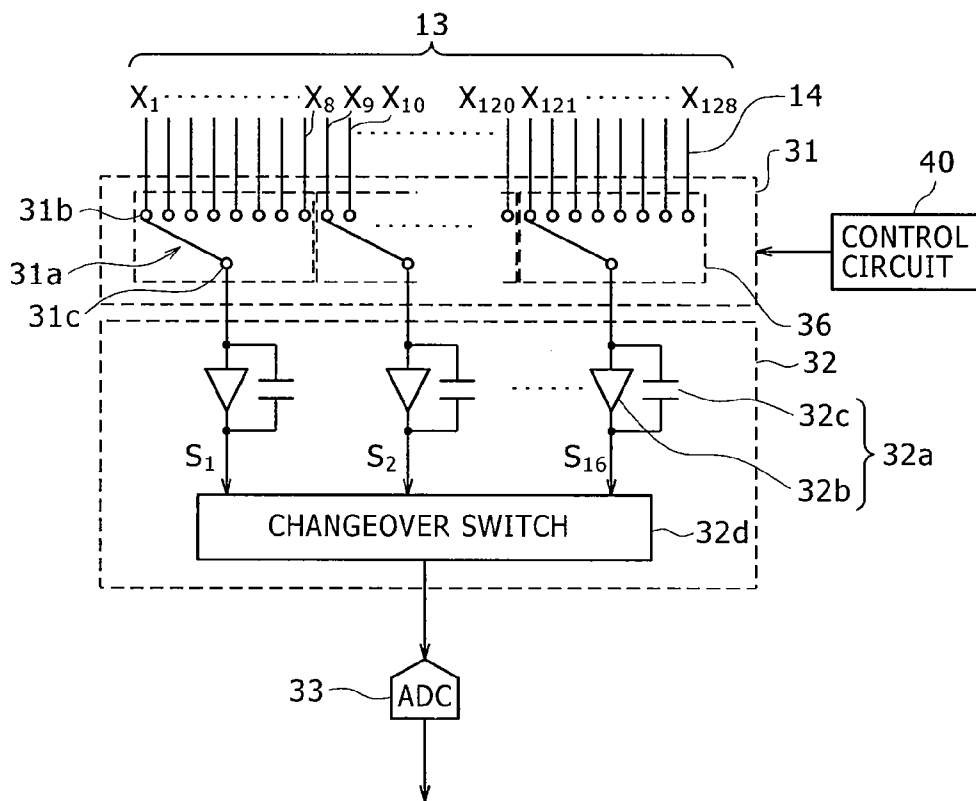 13
X1 X8 X9 X10 X120 X121 X128
14
31
40
31b
CONTROL
CIRCUIT
31a
31c
36
32
32c
32a
32b
S1 S2 S16
CHANGEOVER SWITCH
32d
33
ADC